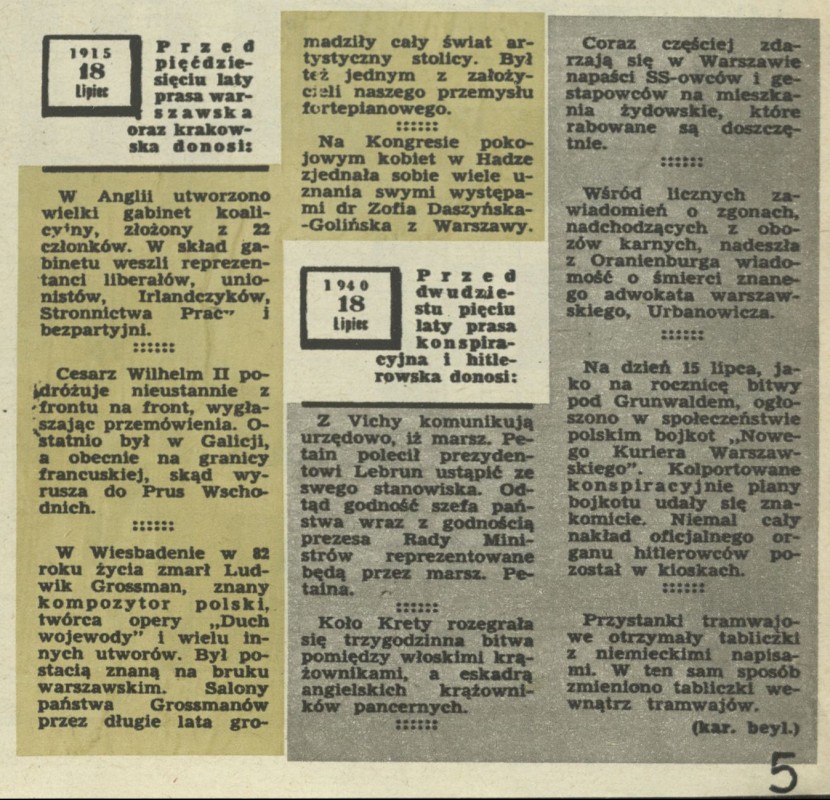 1915
18
Lipiec
Przed
pięćdzie-
sięciu laty
prasa war-
szawska
oraz krakow-
ska donosi:
W Anglii utworzono
wielki gabinet koali-
cyjny, złożony z 22
członków. W skład ga-
binetu weszli reprezen-
tanci liberałów, unio-
nistów, Irlandczyków,
Stronnictwa Pracy i
bezpartyjni.
::::::
Cesarz Wilhelm II po-
dróżuje nieustannie z
frontu na front, wygła-
szając przemówienia. O-
statnio był w Galicji,
a obecnie na granicy
francuskiej, skąd wy-
rusza do Prus Wscho-
dnich.
::::::
W Wiesbadenie w 82
roku życia zmarł Lud-
wik Grossman, znany
kompozytor polski,
twórca opery „Duch
wojewody” i wielu in-
nych utworów. Był po-
stacią znaną na bruku
warszawskim. Salony
państwa Grossmanów
przez długie lata gro-
madziły cały świat ar-
tystyczny stolicy. Był
też jednym z założy-
cieli naszego przemysłu
fortepianowego.
::::::
Na Kongresie poko-
jowym kobiet w Hadze
zjednała sobie wiele u-
znania swymi występa-
mi dr Zofia Daszyńska-
-Golińska z Warszawy.
1940
18
Lipiec
Przed
dwudzie-
stu pięciu
laty prasa
konspira-
cyjna i hitle-
rowska donosi:
Z Vichy komunikują
urzędowo, iż marsz. Pe-
tain polecił prezyden-
towi Lebrun ustąpić ze
swego stanowiska. Od-
tąd godność szefa pań-
stwa wraz z godnością
prezesa Rady Mini-
strów reprezentowane
będą przez marsz. Pe-
taina.
::::::
Koło Krety rozegrała
się trzygodzinna bitwa
pomiędzy włoskimi krą-
żownikami, a eskadrą
angielskich krążowni-
ków pancernych.
::::::
Coraz częściej zda-
rzają się w Warszawie
napaści SS-owców i ge-
stapowców na mieszka-
nia żydowskie, które
rabowane są doszczę-
tnie.
::::::
Wśród licznych za-
wiadomień o zgonach,
nadchodzących z obo-
zów karnych, nadeszła
z Oranienburga wiado-
mość o śmierci znane-
go adwokata warszaw-
skiego, Urbanowicza.
::::::
Na dzień 15 lipca, ja-
ko na rocznicę bitwy
pod Grunwaldem, ogło-
szono w społeczeństwie
polskim bojkot „Nowe-
go Kuriera Warszaw-
skiego”. Kolportowane
konspiracyjnie plany
bojkotu udały się zna-
komicie. Niemal cały
nakład oficjalnego or-
ganu hitlerowców po-
został w kioskach.
::::::
Przystanki tramwajo-
we otrzymały tabliczki
z niemieckimi napisa-
mi. W ten sam sposób
zmieniono tabliczki we-
wnątrz tramwajów.
(kar. beyl.)
5